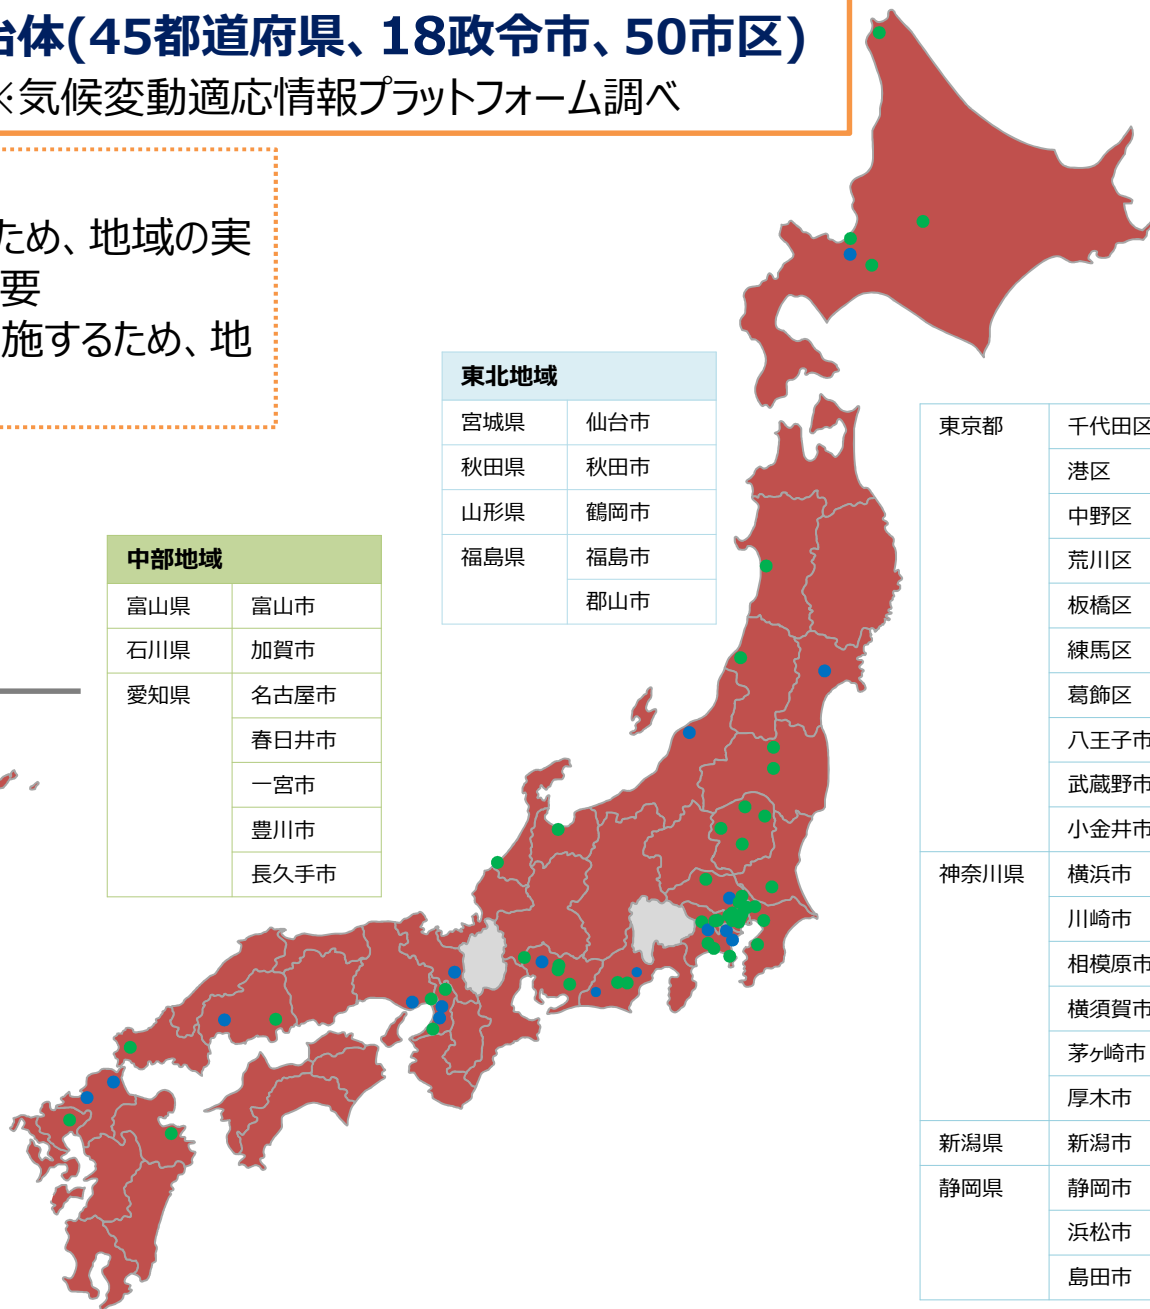 台体(45都道府県、18政令市、50市区)
※気候変動適応情報プラットフォーム調べ
ため、地域の実
要
施するため、地
東北地域
宮城県 仙台市
秋田県 秋田市
山形県 鶴岡市
福島県 福島市
郡山市
中部地域
富山県 富山市
石川県 加賀市
愛知県 名古屋市
春日井市
一宮市
豊川市
長久手市
東京都 千代田区
港区
中野区
荒川区
板橋区
練馬区
葛飾区
八王子市
武蔵野市
小金井市
神奈川県 横浜市
川崎市
相模原市
横須賀市
茅ヶ崎市
厚木市
新潟県 新潟市
静岡県 静岡市
浜松市
島田市